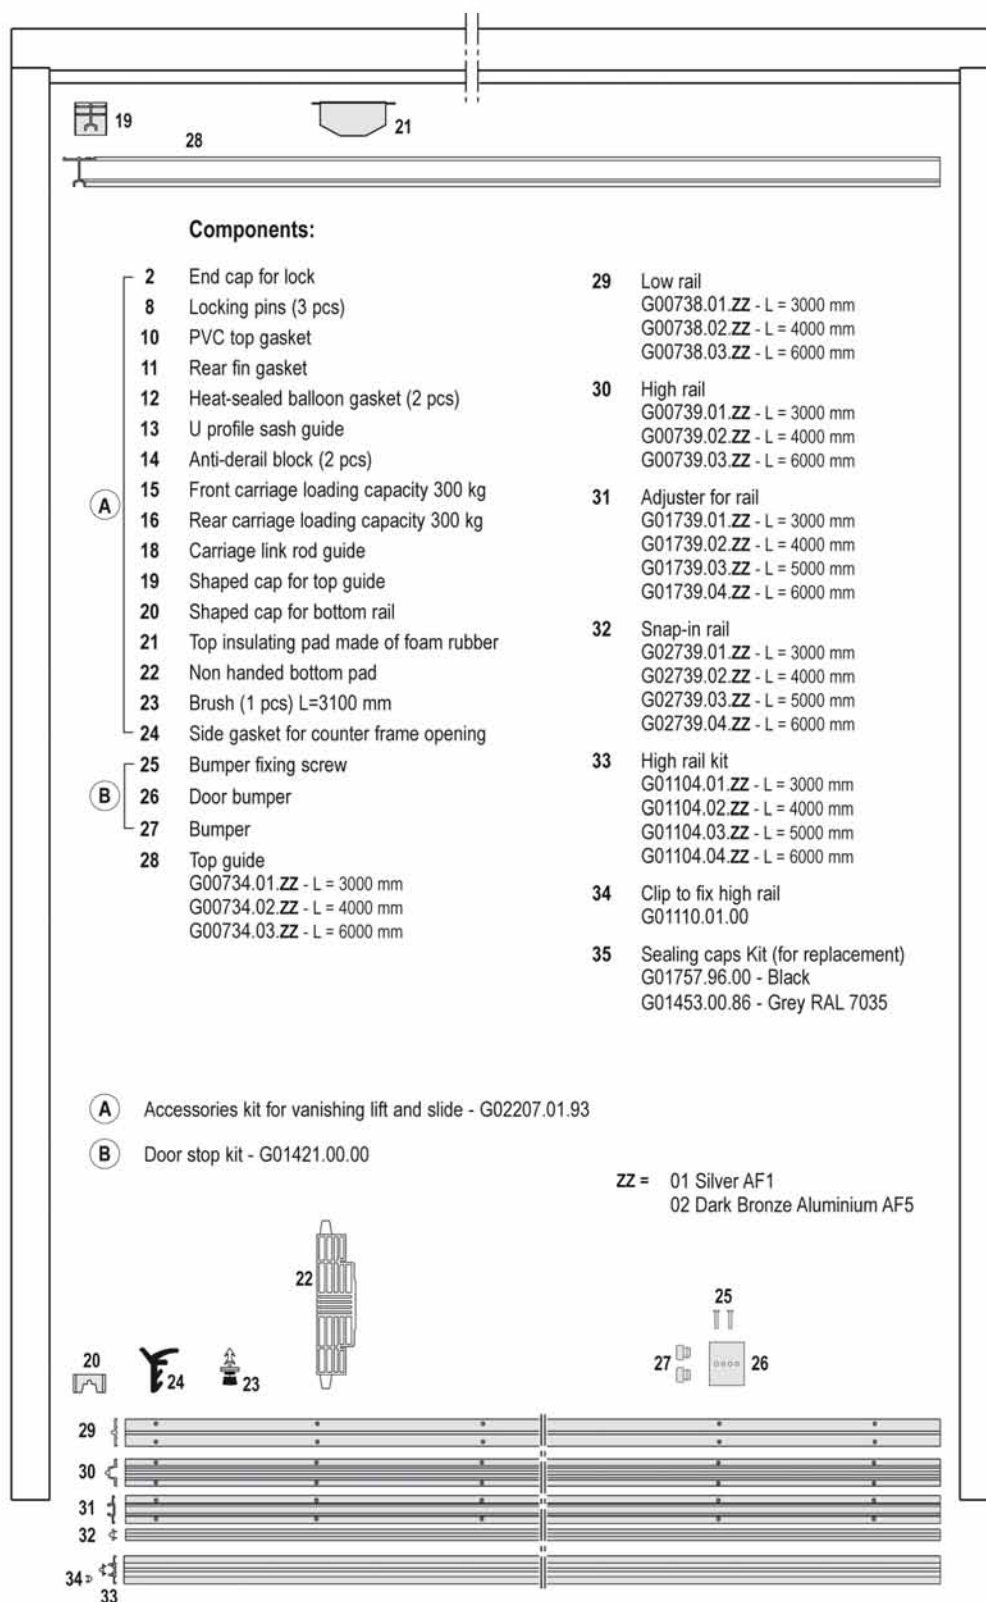 19
21
28
Components:
2 End cap for lock
8 Locking pins (3 pcs)
10 PVC top gasket
11 Rear fin gasket
12 Heat-sealed balloon gasket (2 pcs)
13 U profile sash guide
14 Anti-derail block (2 pcs)
A
15 Front carriage loading capacity 300 kg
16 Rear carriage loading capacity 300 kg
18 Carriage link rod guide
19 Shaped cap for top guide
20 Shaped cap for bottom rail
21 Top insulating pad made of foam rubber
22 Non handed bottom pad
23 Brush (1 pcs) L=3100 mm
24 Side gasket for counter frame opening
25 Bumper fixing screw
B
26 Door bumper
27 Bumper
28 Top guide
G00734.01.ZZ - L = 3000 mm
G00734.02.ZZ - L = 4000 mm
G00734.03.ZZ - L = 6000 mm
29 Low rail
G00738.01.ZZ - L = 3000 mm
G00738.02.ZZ - L = 4000 mm
G00738.03.ZZ - L = 6000 mm
30 High rail
G00739.01.ZZ - L = 3000 mm
G00739.02.ZZ - L = 4000 mm
G00739.03.ZZ - L = 6000 mm
31 Adjuster for rail
G01739.01.ZZ - L = 3000 mm
G01739.02.ZZ - L = 4000 mm
G01739.03.ZZ - L = 5000 mm
G01739.04.ZZ - L = 6000 mm
32 Snap-in rail
G02739.01.ZZ - L = 3000 mm
G02739.02.ZZ - L = 4000 mm
G02739.03.ZZ - L = 5000 mm
G02739.04.ZZ - L = 6000 mm
33 High rail kit
G01104.01.ZZ - L = 3000 mm
G01104.02.ZZ - L = 4000 mm
G01104.03.ZZ - L = 5000 mm
G01104.04.ZZ - L = 6000 mm
34 Clip to fix high rail
G01110.01.00
35 Sealing caps Kit (for replacement)
G01757.96.00 - Black
G01453.00.86 - Grey RAL 7035
A Accessories kit for vanishing lift and slide - G02207.01.93
B Door stop kit - G01421.00.00
ZZ = 01 Silver AF1
02 Dark Bronze Aluminium AF5
22
25
20
24
23
27
26
29
30
31
32
34
33